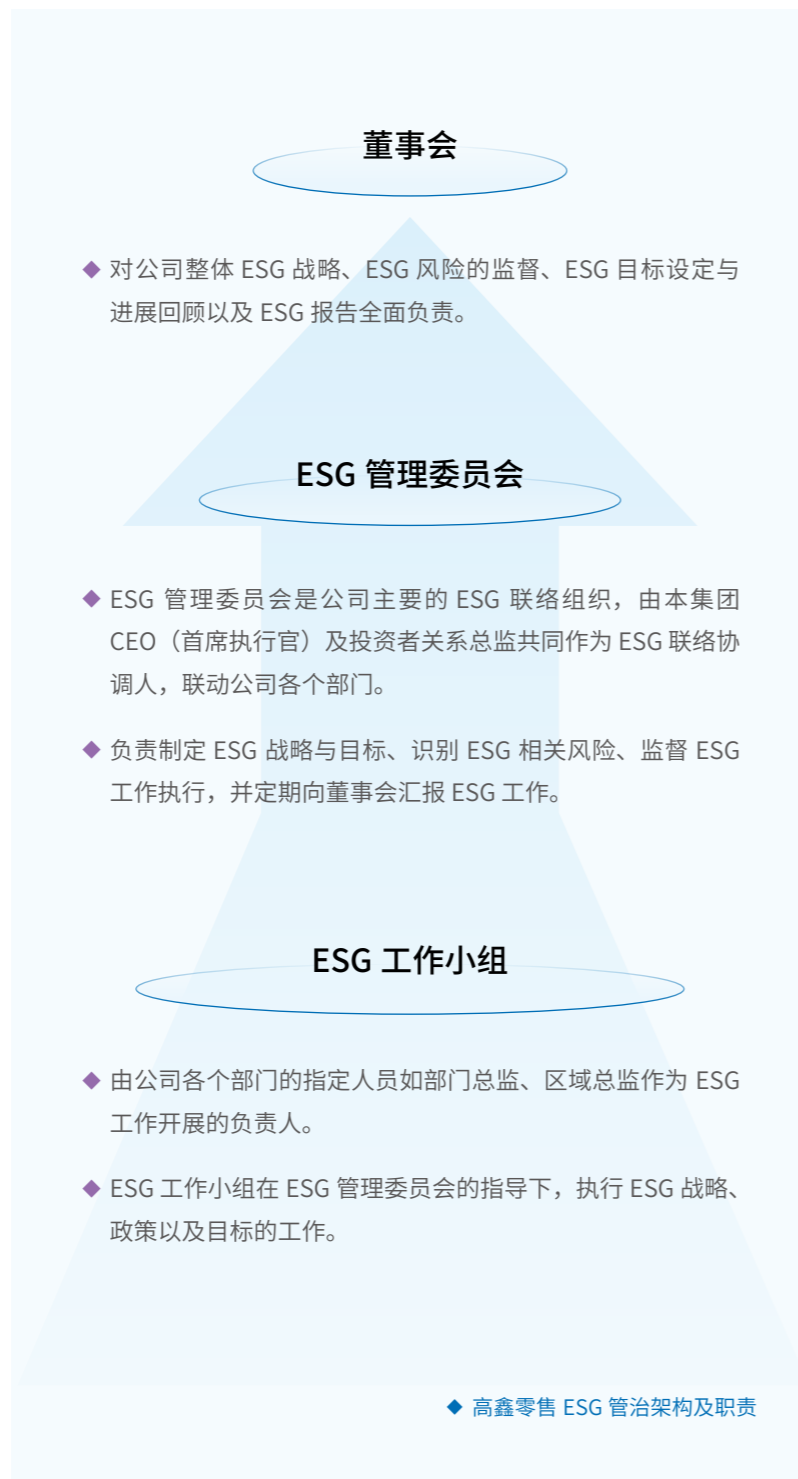 董事会
◆ 对公司整体 ESG 战略、ESG 风险的监督、ESG 目标设定与
进展回顾以及 ESG 报告全面负责。
ESG 管理委员会
◆ ESG 管理委员会是公司主要的 ESG 联络组织，由本集团
CEO（首席执行官）及投资者关系总监共同作为 ESG 联络协
调人，联动公司各个部门。
◆ 负责制定 ESG 战略与目标、识别 ESG 相关风险、监督 ESG
工作执行，并定期向董事会汇报 ESG 工作。
ESG 工作小组
◆ 由公司各个部门的指定人员如部门总监、区域总监作为 ESG
工作开展的负责人。
◆ ESG 工作小组在 ESG 管理委员会的指导下，执行 ESG 战略、
政策以及目标的工作。
◆ 高鑫零售 ESG 管治架构及职责